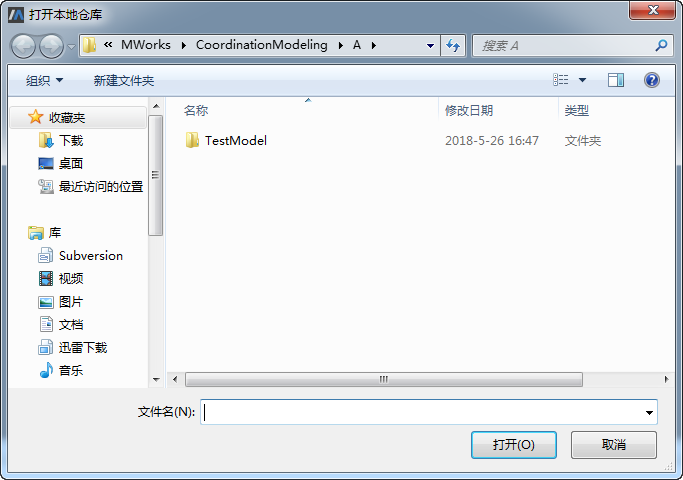 打开本地仓库
« MWorks CoordinationModeling A
搜索 A
组织 新建文件夹
名称 修改日期 类型
收藏夹
下载
桌面
最近访问的位置
库
Subversion
视频
图片
文档
迅雷下载
音乐
TestModel 2018-5-26 16:47 文件夹
文件名(N):
打开(O) 取消